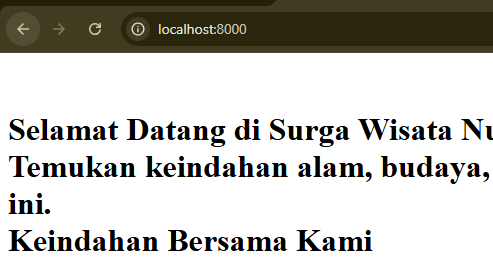 localhost:8000
Selamat Datang di Surga Wisata
Temukan keindahan alam, budaya,
ini.
Keindahan Bersama Kami